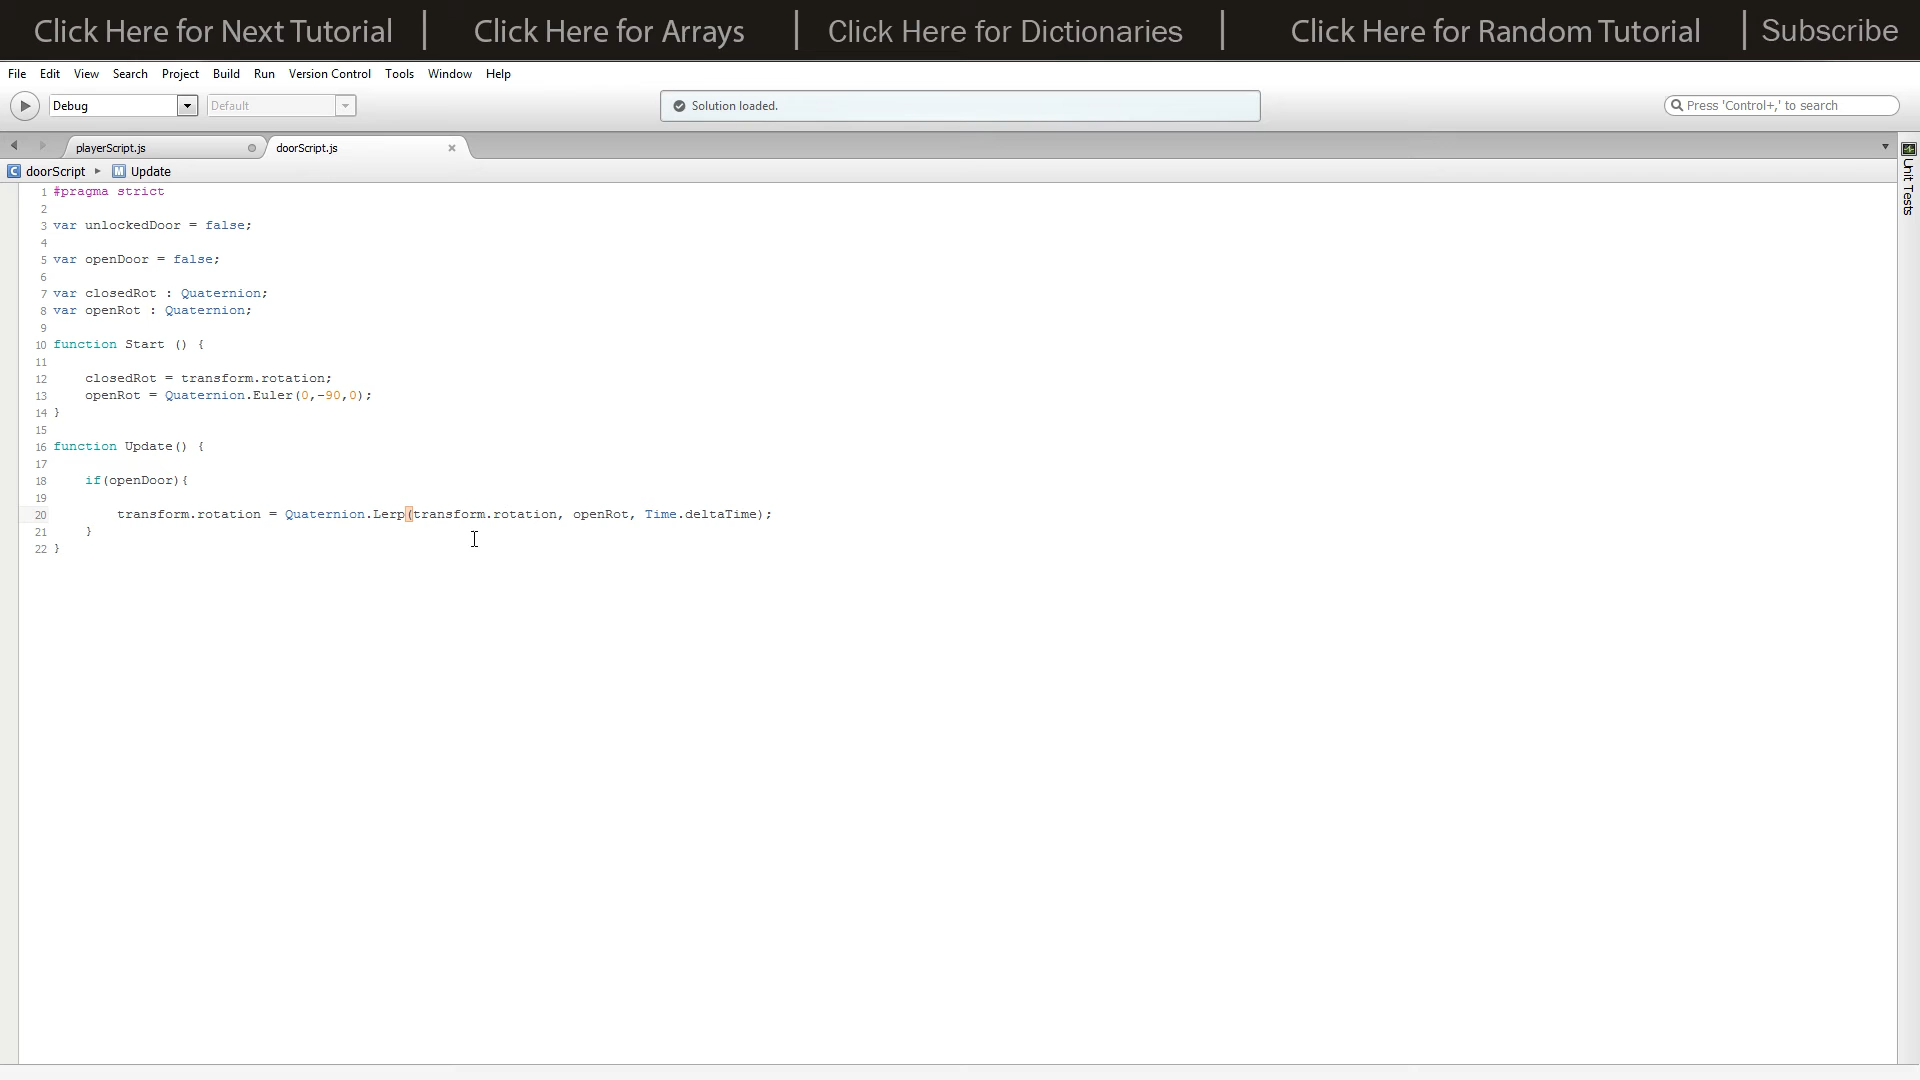 Click Here for Next Tutorial | Click Here for Arrays | Click Here for Dictionaries | Click Here for Random Tutorial | Subscribe
File Edit View Search Project Build Run Version Control Tools Window Help
Debug Default Solution loaded. Press 'Control+,' to search
playerScript.js doorScript.js
doorScript Update
Unit Tests
1 #pragma strict
2
3 var unlockedDoor = false;
4
5 var openDoor = false;
6
7 var closedRot : Quaternion;
8 var openRot : Quaternion;
9
10 function Start () {
11
12 closedRot = transform.rotation;
13 openRot = Quaternion.Euler(0,-90,0);
14 }
15
16 function Update() {
17
18 if(openDoor){
19
20 transform.rotation = Quaternion.Lerp(transform.rotation, openRot, Time.deltaTime);
21 }
22 }